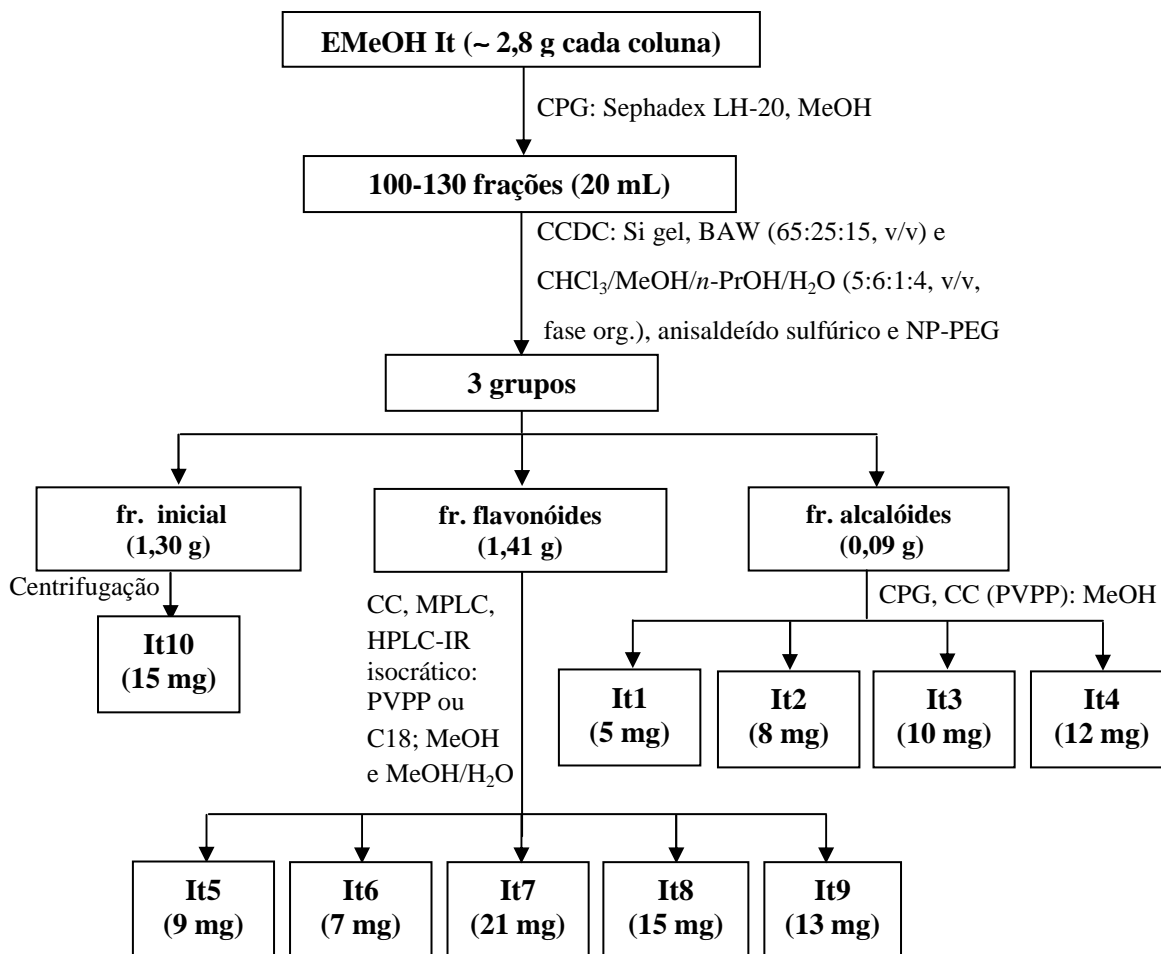 EMeOH It (~ 2,8 g cada coluna)
CPG: Sephadex LH-20, MeOH
100-130 frações (20 mL)
CCDC: Si gel, BAW (65:25:15, v/v) e
CHCl₃/MeOH/n-PrOH/H₂O (5:6:1:4, v/v,
fase org.), anisaldeído sulfúrico e NP-PEG
3 grupos
fr. inicial
(1,30 g)
fr. flavonóides
(1,41 g)
fr. alcalóides
(0,09 g)
Centrifugação
It10
(15 mg)
CC, MPLC,
HPLC-IR
isocrático:
PVPP ou
C18; MeOH
e MeOH/H₂O
CPG, CC (PVPP): MeOH
It1
(5 mg)
It2
(8 mg)
It3
(10 mg)
It4
(12 mg)
It5
(9 mg)
It6
(7 mg)
It7
(21 mg)
It8
(15 mg)
It9
(13 mg)